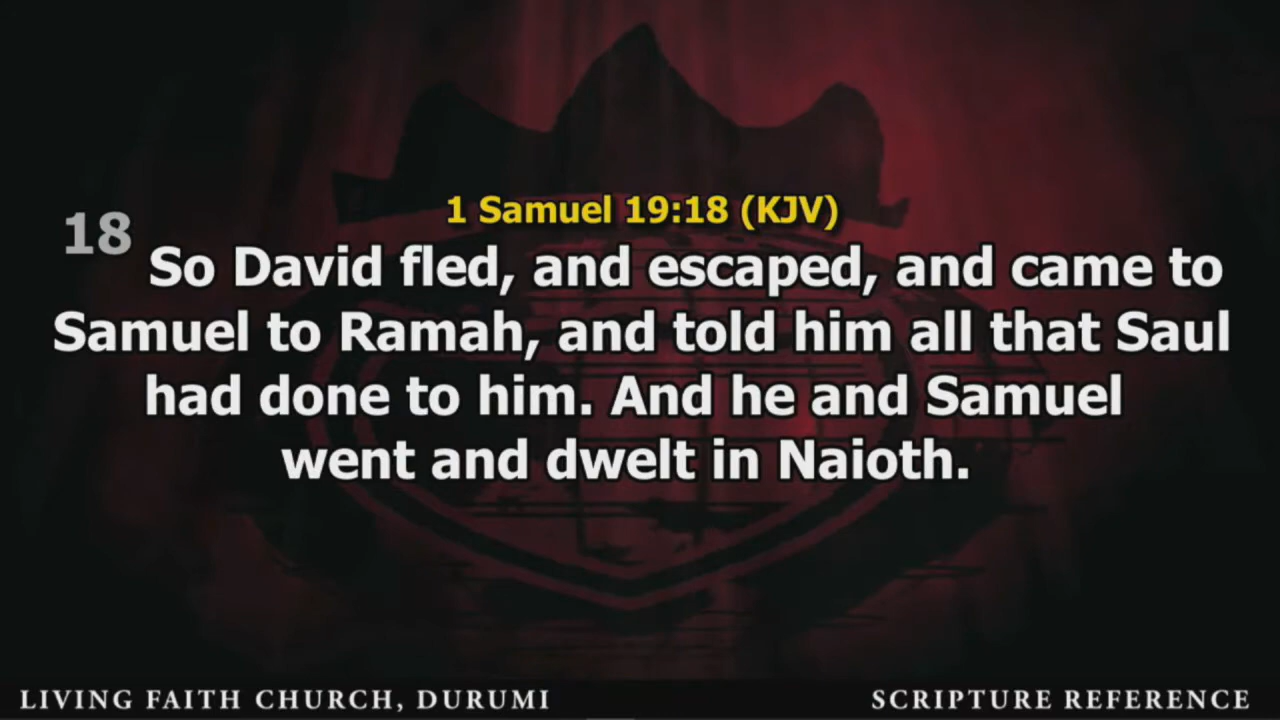 1 Samuel 19:18 (KJV)
18 So David fled, and escaped, and came to
Samuel to Ramah, and told him all that Saul
had done to him. And he and Samuel
went and dwelt in Naioth.
LIVING FAITH CHURCH, DURUMI
SCRIPTURE REFERENCE